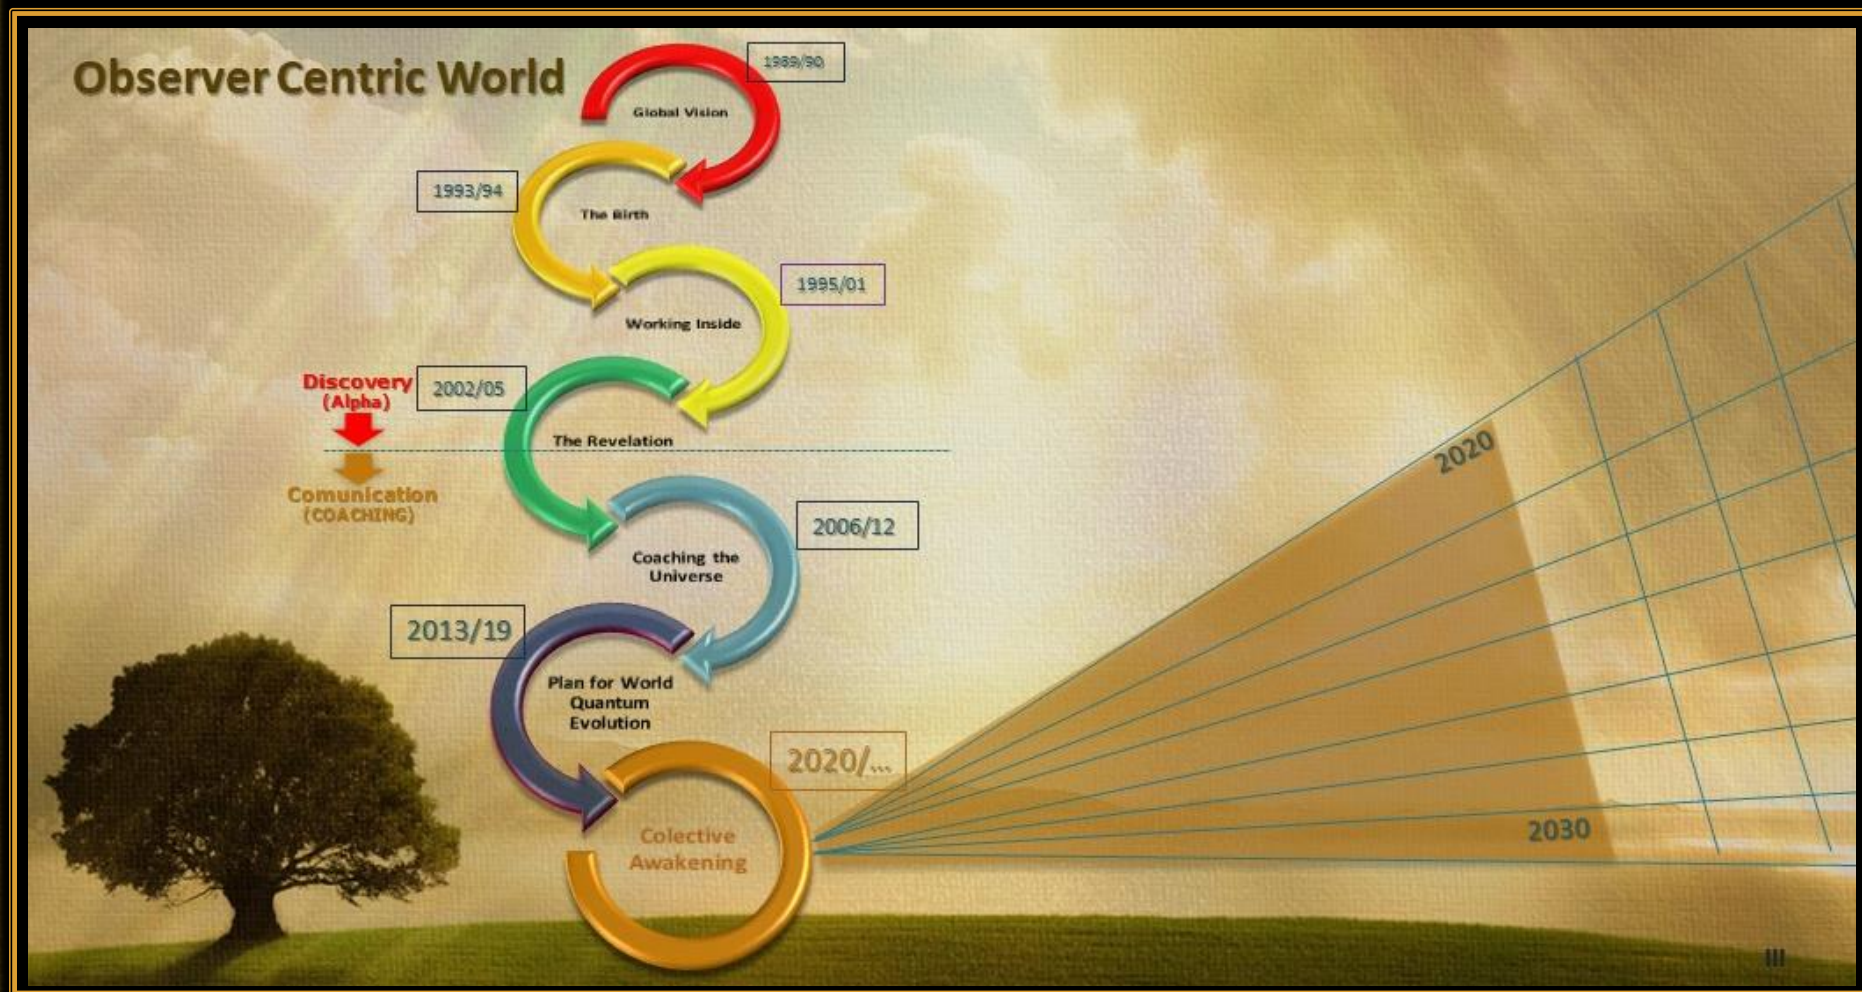 Observer Centric World
1989/90
Global Vision
1993/94
The Birth
1995/01
Working Inside
Discovery
(Alpha)
2002/05
The Revelation
Comunication
(COACHING)
2006/12
Coaching the
Universe
2013/19
Plan for World
Quantum
Evolution
2020/...
Colective
Awakening
2020
2030
III